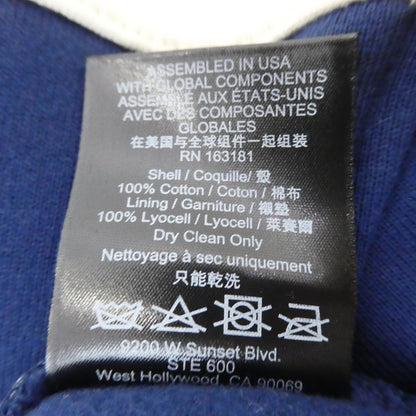 ASSEMBLED IN USA
WITH GLOBAL COMPONENTS
ASSEMBLE AUX ÉTATS-UNIS
AVEC DES COMPOSANTES
GLOBALES
在美国与全球组件一起组装
RN 163181
Shell / Coquille/ 殼
100% Cotton / Coton / 棉布
Lining / Garniture / 襯墊
100% Lyocell / Lyocell / 萊賽爾
Dry Clean Only
Nettoyage à sec uniquement
只能乾洗
9200 W Sunset Blvd.
STE 600
West Hollywood, CA 90069